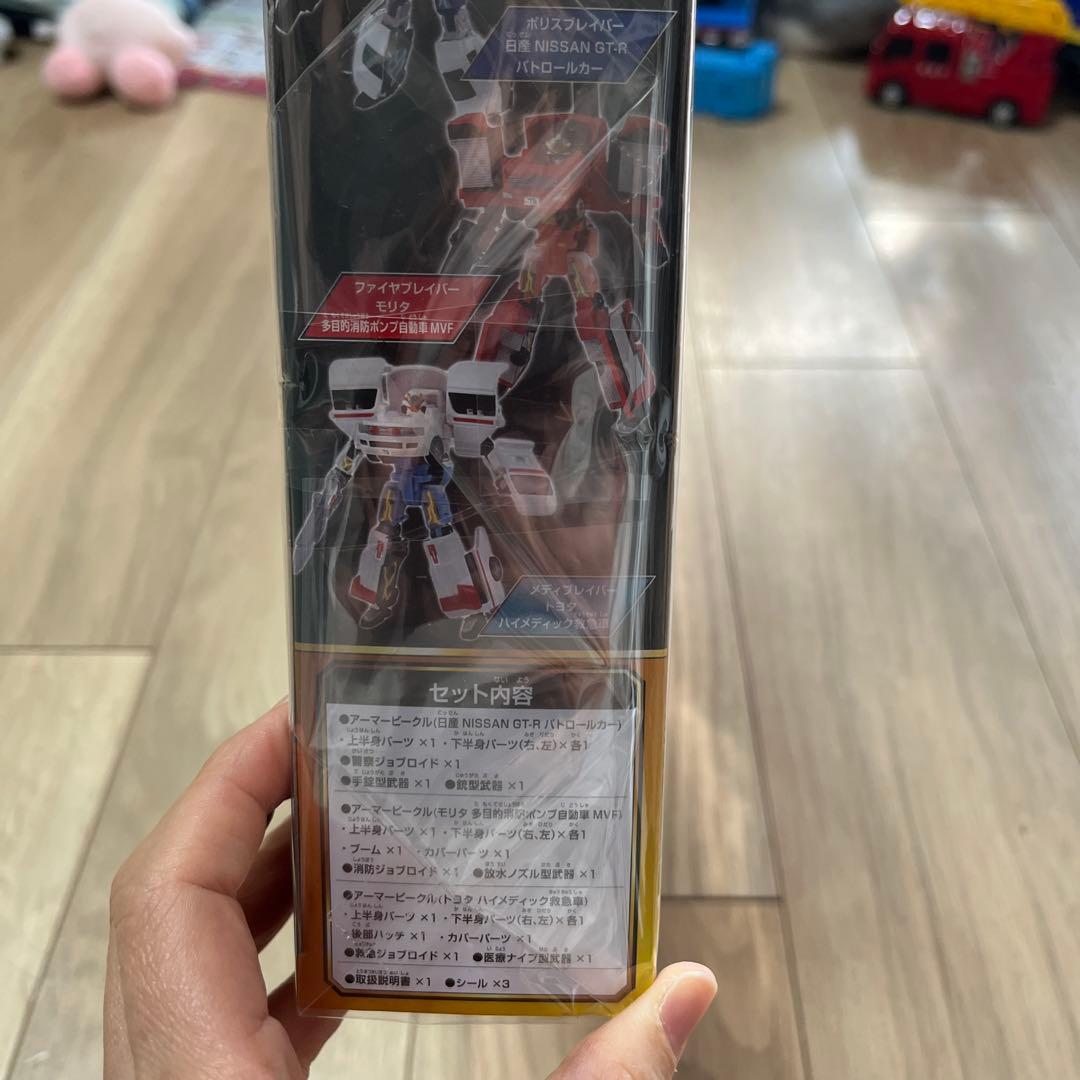 ポリスブレイバー
日産 NISSAN GT-R
パトロールカー
ファイヤブレイバー
モリタ
多目的消防ポンプ自動車 MVF
メディブレイバー
トヨタ
ハイメディック救急車
セット内容
●アーマービークル(日産 NISSAN GT-R パトロールカー)
・上半身パーツ ×1 ・下半身パーツ(右、左)× 各1
●警察ジョブロイド ×1
●手錠型武器 ×1 ●銃型武器 ×1
●アーマービークル(モリタ 多目的消防ポンプ自動車 MVF)
・上半身パーツ ×1 ・下半身パーツ(右、左)× 各1
・ブーム ×1 ・カバーパーツ ×1
●消防ジョブロイド ×1 ●放水ノズル型武器 ×1
●アーマービークル(トヨタ ハイメディック救急車)
・上半身パーツ ×1 ・下半身パーツ(右、左)× 各1
後部ハッチ ×1 ・カバーパーツ ×1
●救急ジョブロイド ×1 ●医療ナイフ型武器 ×1
●取扱説明書 ×1 ●シール ×3